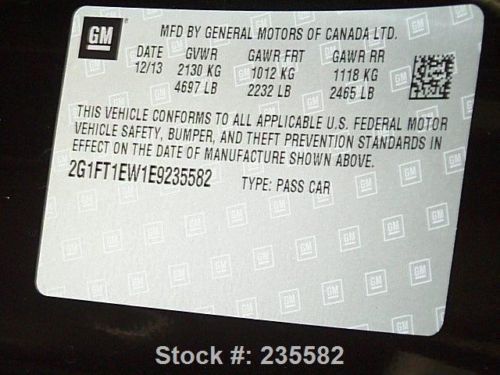 GM
MFD BY GENERAL MOTORS OF CANADA LTD.
DATE GVWR GAWR FRT GAWR RR
12/13 2130 KG 1012 KG 1118 KG
4697 LB 2232 LB 2465 LB
THIS VEHICLE CONFORMS TO ALL APPLICABLE U.S. FEDERAL MOTOR
VEHICLE SAFETY, BUMPER, AND THEFT PREVENTION STANDARDS IN
EFFECT ON THE DATE OF MANUFACTURE SHOWN ABOVE.
2G1FT1EW1E9235582 TYPE: PASS CAR
Stock #: 235582